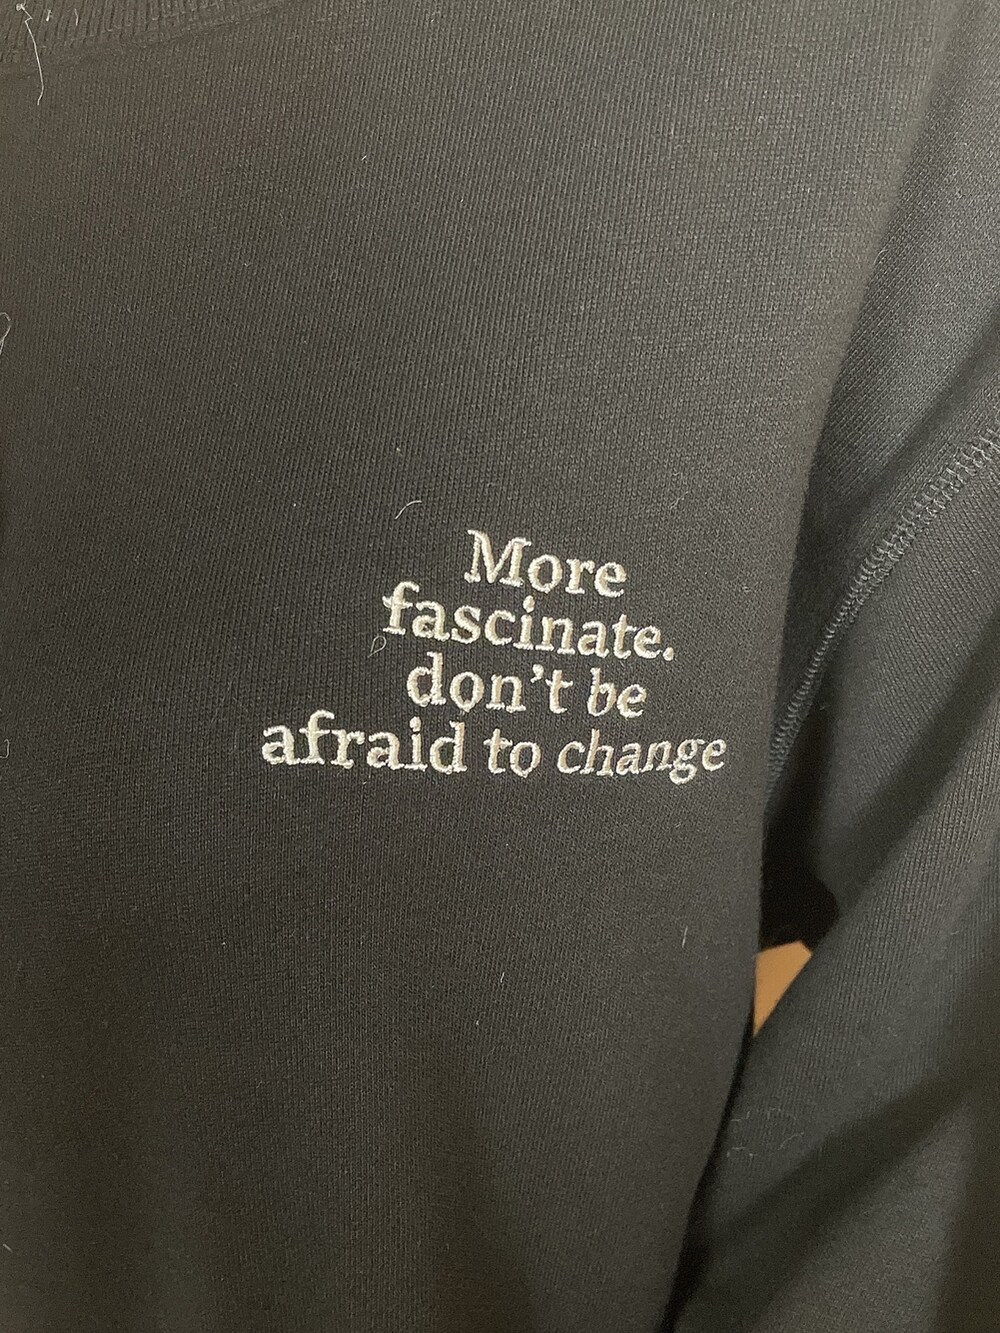 More
fascinate.
don't be
afraid to change